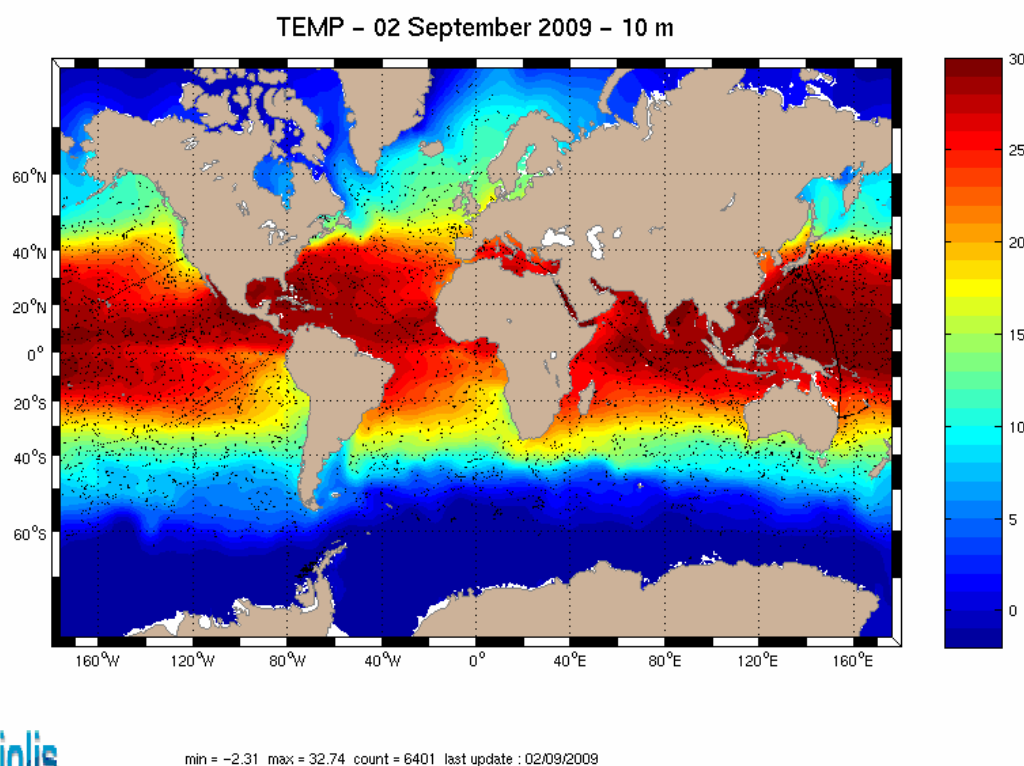 TEMP – 02 September 2009 – 10 m
30
25
20
15
10
5
0
60°N
40°N
20°N
0°
20°S
40°S
60°S
160°W 120°W 80°W 40°W 0° 40°E 80°E 120°E 160°E
min = −2.31 max = 32.74 count = 6401 last update : 02/09/2009